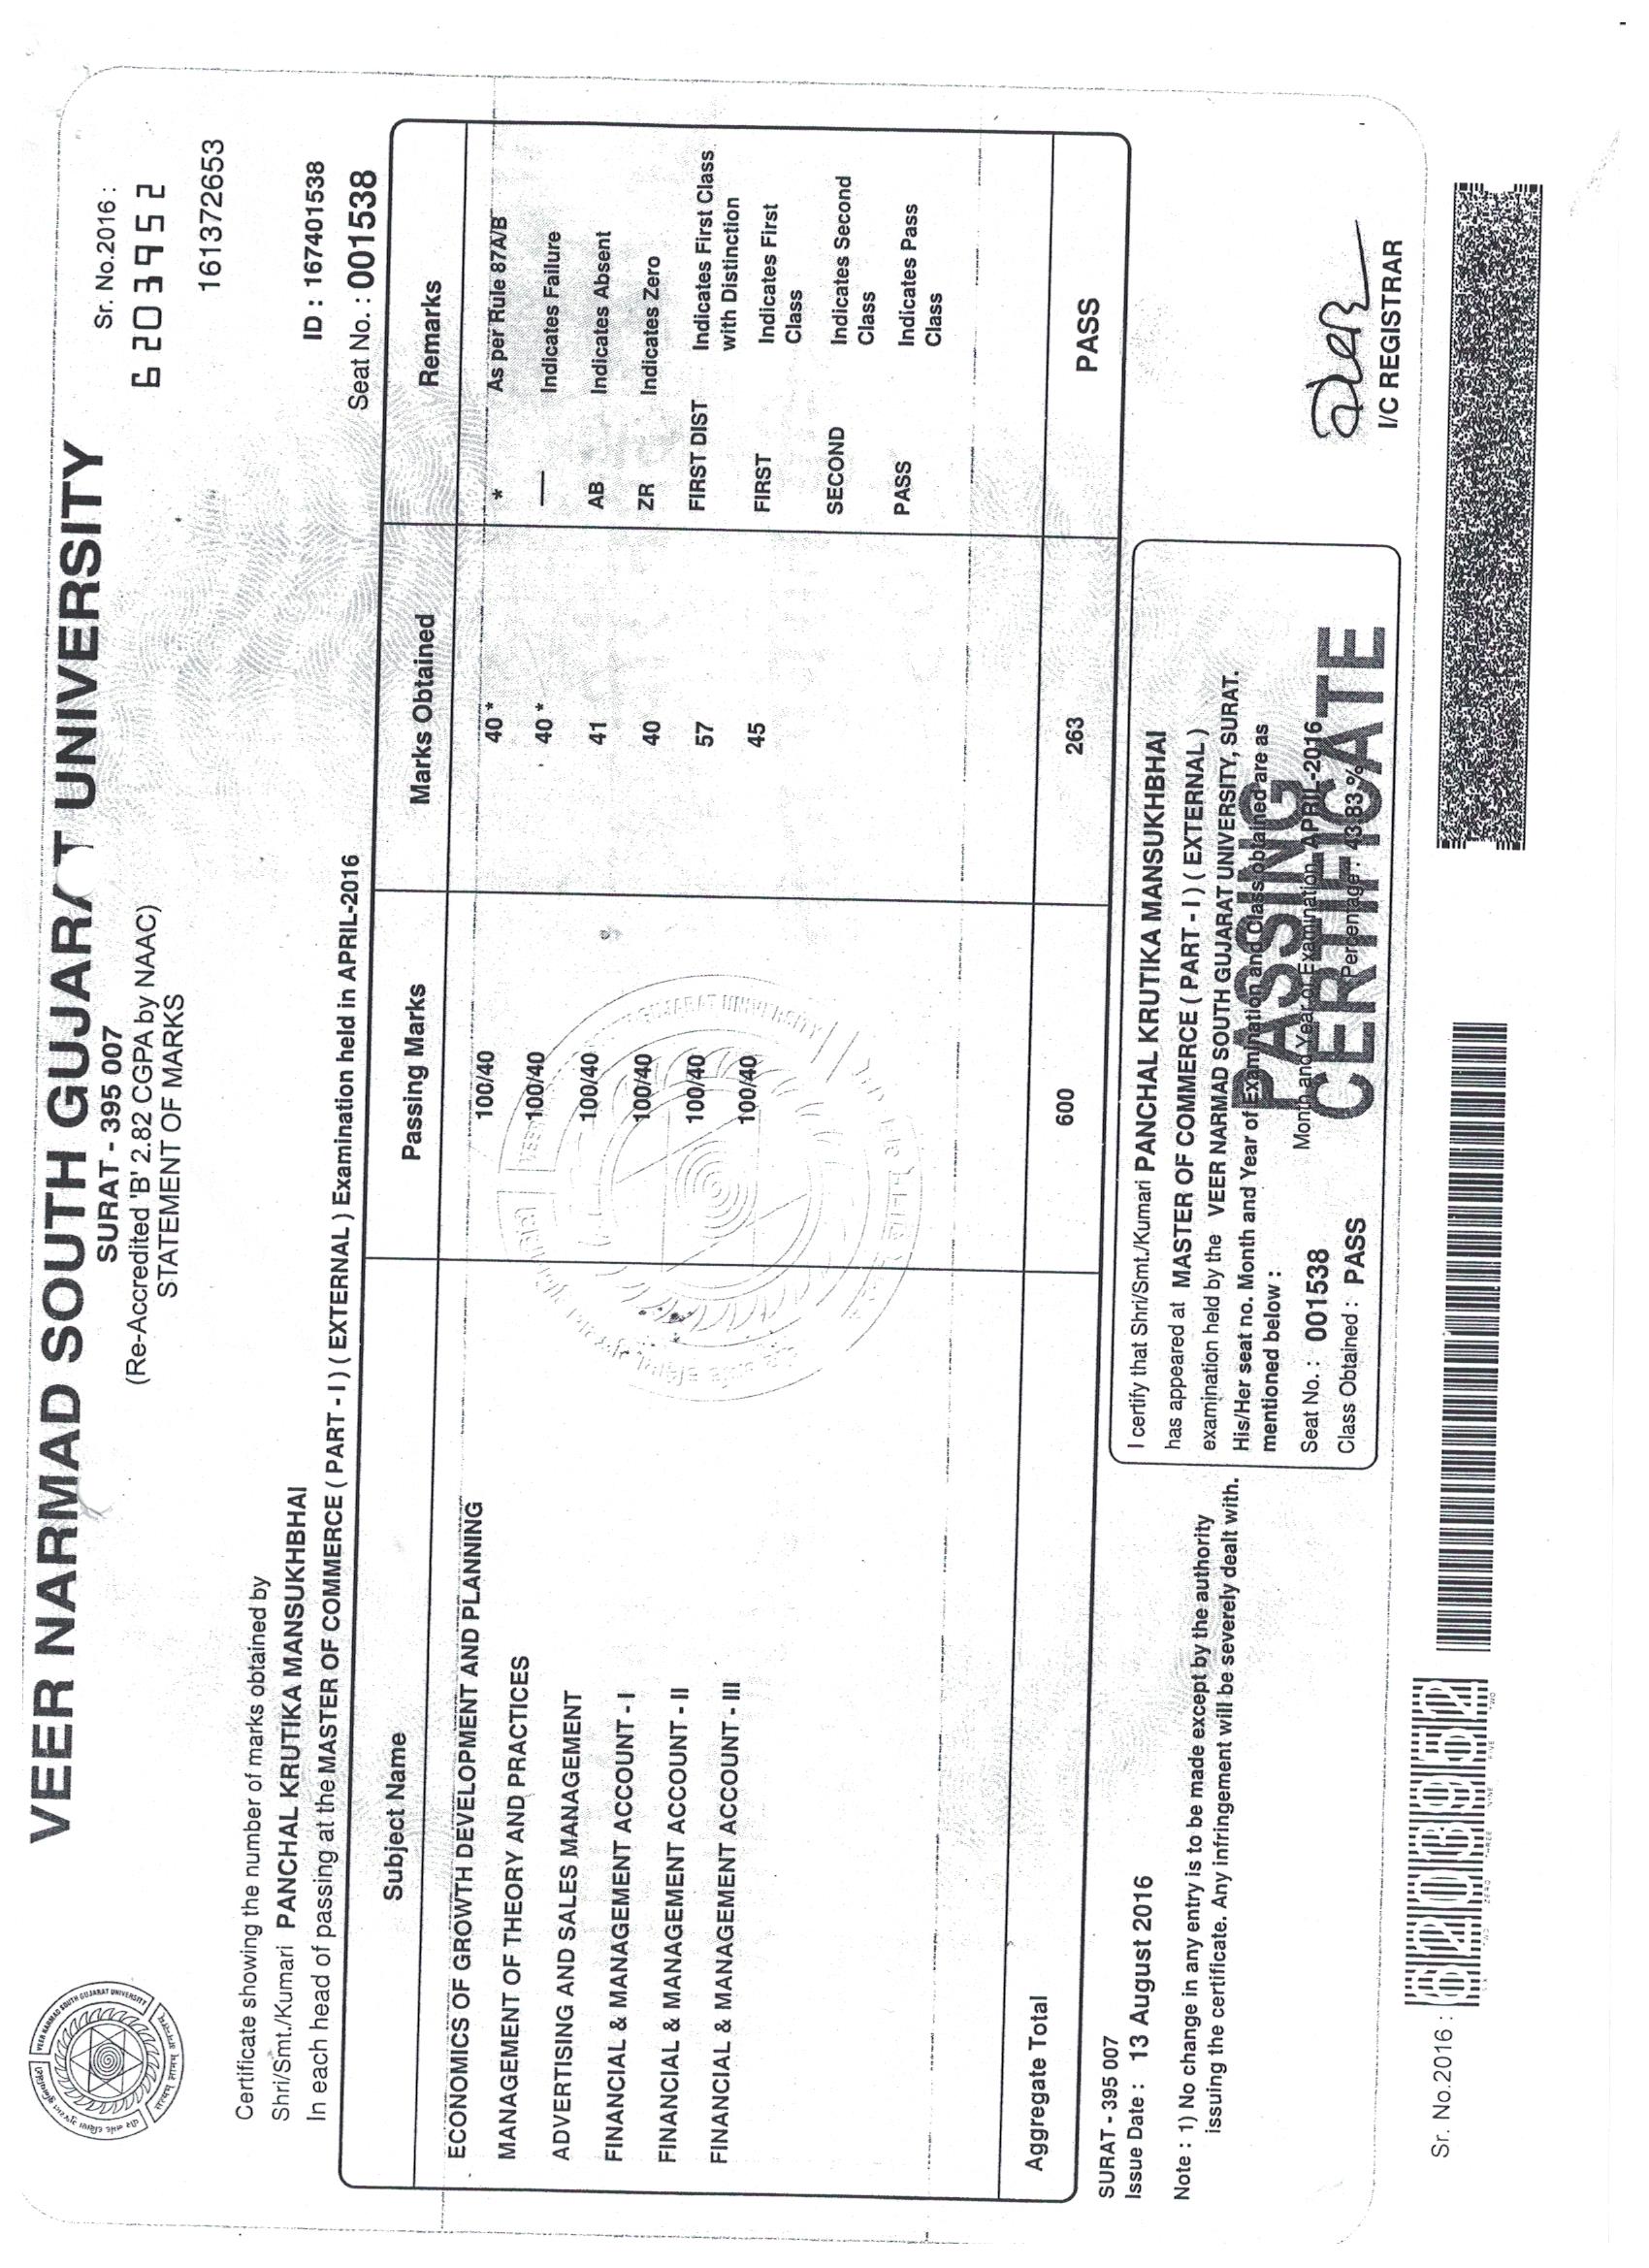 VEER NARMAD SOUTH GUJARAT UNIVERSITY
SURAT - 395 007
(Re-Accredited 'B' 2.82 CGPA by NAAC)
STATEMENT OF MARKS
Sr. No.2016 :
6203952
161372653
Certificate showing the number of marks obtained by
Shri/Smt./Kumari PANCHAL KRUTIKA MANSUKHBHAI
ID : 167401538
In each head of passing at the MASTER OF COMMERCE ( PART - I ) ( EXTERNAL ) Examination held in APRIL-2016
Seat No. : 001538
Subject Name Passing Marks Marks Obtained Remarks
ECONOMICS OF GROWTH DEVELOPMENT AND PLANNING 100/40 40 * * As per Rule 87A/B
MANAGEMENT OF THEORY AND PRACTICES 100/40 40 * — Indicates Failure
ADVERTISING AND SALES MANAGEMENT 100/40 41 AB Indicates Absent
FINANCIAL & MANAGEMENT ACCOUNT - I 100/40 40 ZR Indicates Zero
FINANCIAL & MANAGEMENT ACCOUNT - II 100/40 57 FIRST DIST Indicates First Class
with Distinction
FINANCIAL & MANAGEMENT ACCOUNT - III 100/40 45 FIRST Indicates First
Class
SECOND Indicates Second
Class
PASS Indicates Pass
Class
Aggregate Total 600 263 PASS
SURAT - 395 007
Issue Date : 13 August 2016
Note : 1) No change in any entry is to be made except by the authority
issuing the certificate. Any infringement will be severely dealt with.
I certify that Shri/Smt./Kumari PANCHAL KRUTIKA MANSUKHBHAI
has appeared at MASTER OF COMMERCE ( PART - I ) ( EXTERNAL )
examination held by the VEER NARMAD SOUTH GUJARAT UNIVERSITY, SURAT.
His/Her seat no. Month and Year of Examination and Class obtained are as
mentioned below :
Seat No. : 001538 Month and Year of Examination APRIL-2016
Class Obtained : PASS Percentage : 43.83 %
PASSING
CERTIFICATE
I/C REGISTRAR
Sr. No.2016 : 6203952